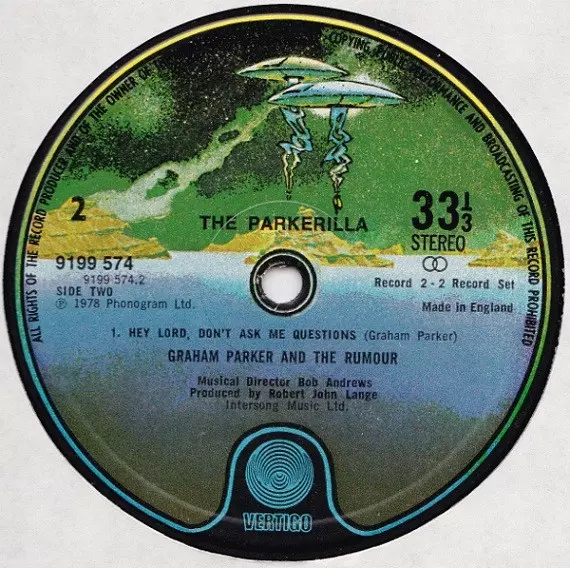 ALL RIGHTS OF THE RECORD PRODUCER AND OF THE OWNER OF
COPYING PUBLIC PERFORMANCE AND BROADCASTING OF THIS RECORD PROHIBITED
2
THE PARKERILLA
33⅓
STEREO
9199 574
9199 574.2
SIDE TWO
℗ 1978 Phonogram Ltd.
Record 2 - 2 Record Set
Made in England
1. HEY LORD, DON'T ASK ME QUESTIONS (Graham Parker)
GRAHAM PARKER AND THE RUMOUR
Musical Director Bob Andrews
Produced by Robert John Lange
Intersong Music Ltd.
VERTIGO